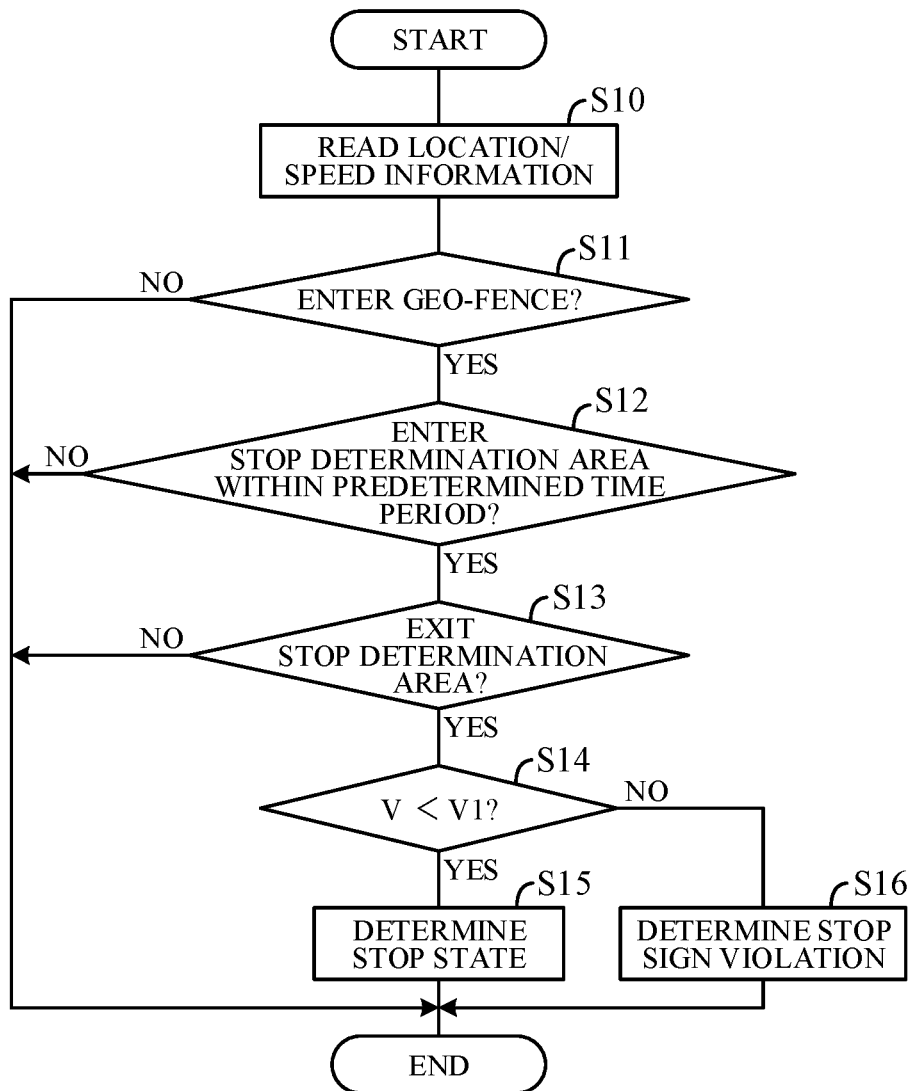 START
S10
READ LOCATION/
SPEED INFORMATION
S11
NO
ENTER GEO-FENCE?
YES
S12
NO
ENTER
STOP DETERMINATION AREA
WITHIN PREDETERMINED TIME
PERIOD?
YES
S13
NO
EXIT
STOP DETERMINATION
AREA?
YES
S14
V < V1?
NO
YES
S15
DETERMINE
STOP STATE
S16
DETERMINE STOP
SIGN VIOLATION
END